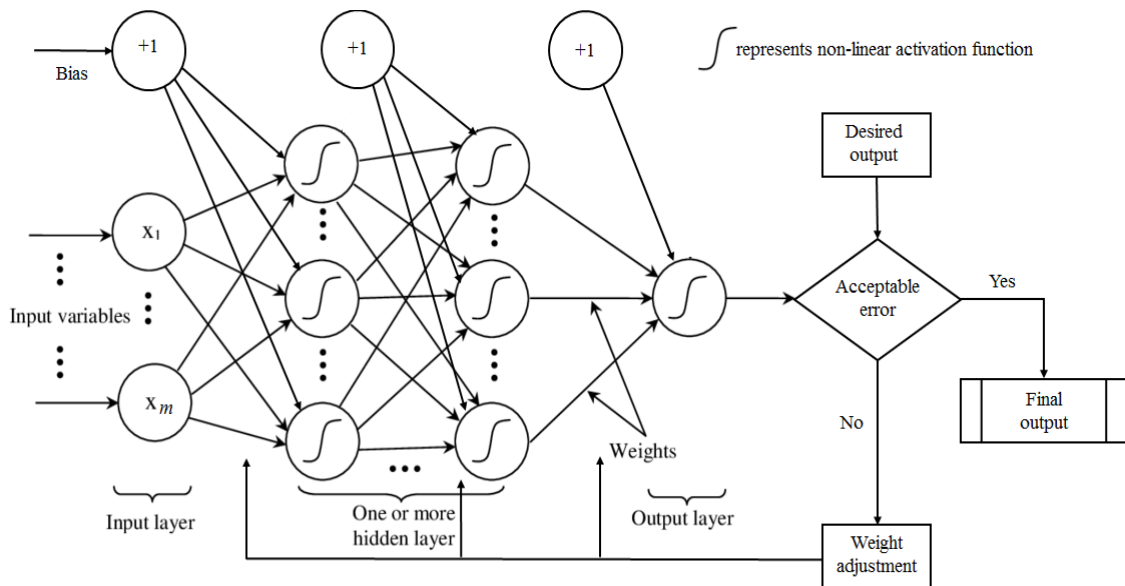 +1
+1
+1
represents non-linear activation function
Bias
Desired
output
x1
Input variables
Acceptable
error
Yes
xm
Final
output
No
Weights
Input layer
One or more
hidden layer
Output layer
Weight
adjustment